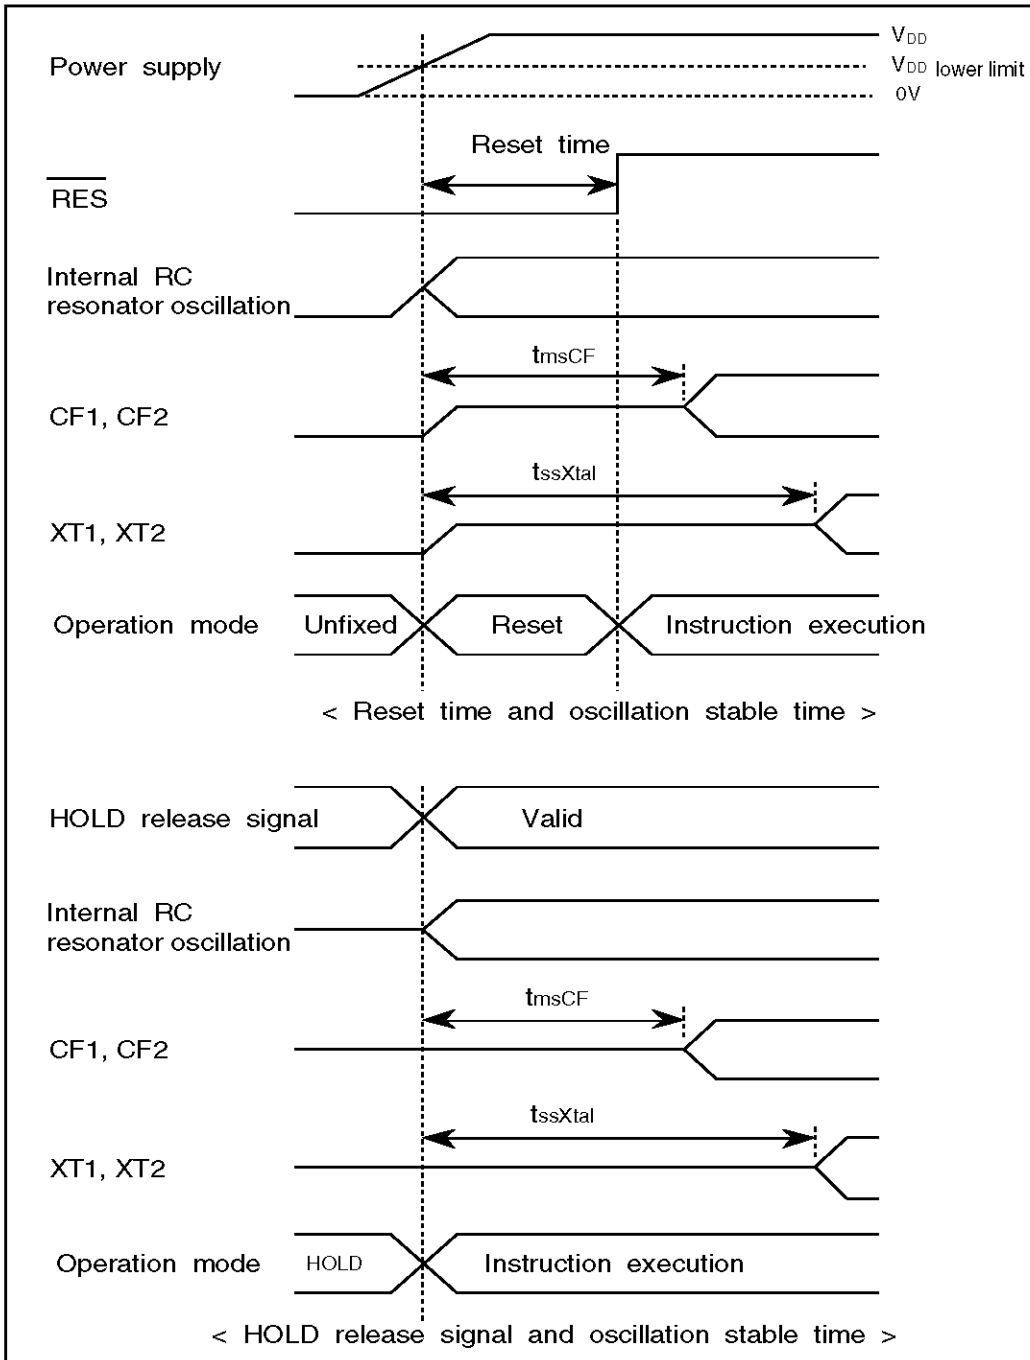 VDD
Power supply
VDD lower limit
0V
Reset time
RES
Internal RC
resonator oscillation
tmsCF
CF1, CF2
tssXtal
XT1, XT2
Operation mode
Unfixed
Reset
Instruction execution
< Reset time and oscillation stable time >
HOLD release signal
Valid
Internal RC
resonator oscillation
tmsCF
CF1, CF2
tssXtal
XT1, XT2
Operation mode
HOLD
Instruction execution
< HOLD release signal and oscillation stable time >